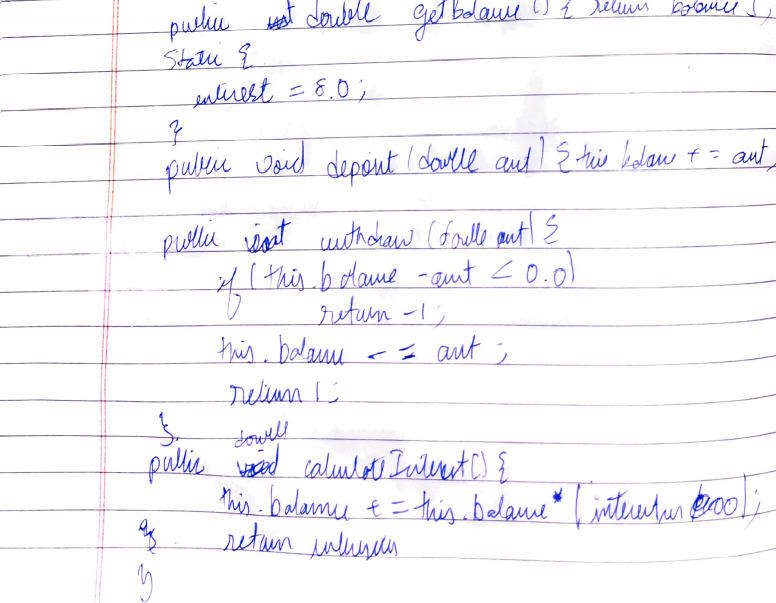 public double getbalance () { return balance };
Static {
interest = 8.0;
}
public void deposit (double amt) { this balance + = amt
public int withdraw (double amt) {
if (this.balance - amt < 0.0)
return -1;
this.balance - = amt;
return 1;
}.
double
public calculateInterest() {
this.balance + = this.balance * ( 100);
} return
}